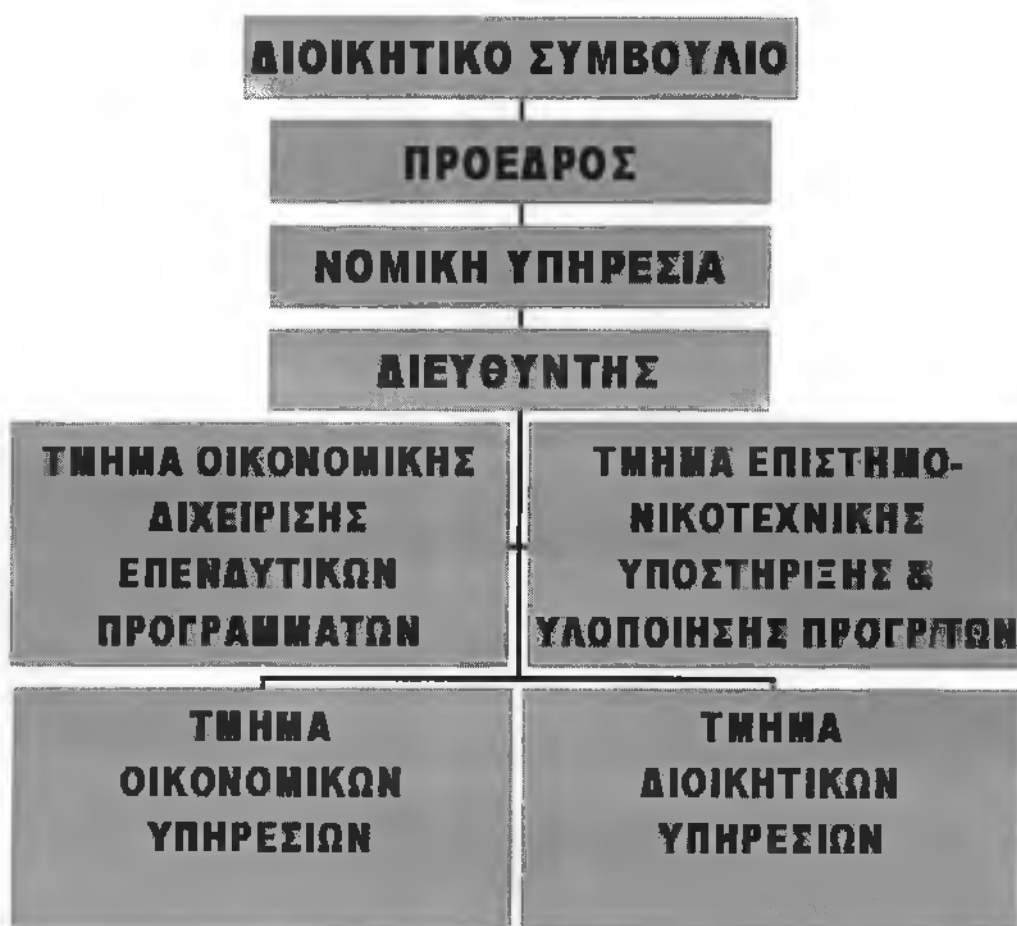 ΔΙΟΙΚΗΤΙΚΟ ΣΥΜΒΟΥΛΙΟ
ΠΡΟΕΔΡΟΣ
ΝΟΜΙΚΗ ΥΠΗΡΕΣΙΑ
ΔΙΕΥΘΥΝΤΗΣ
ΤΜΗΜΑ ΟΙΚΟΝΟΜΙΚΗΣ
ΔΙΧΕΙΡΙΣΗΣ
ΕΠΕΝΔΥΤΙΚΩΝ
ΠΡΟΓΡΑΜΜΑΤΩΝ
ΤΜΗΜΑ ΕΠΙΣΤΗΜΟ-
ΝΙΚΟΤΕΧΝΙΚΗΣ
ΥΠΟΣΤΗΡΙΞΗΣ &
ΥΛΟΠΟΙΗΣΗΣ ΠΡΟΓΡ/ΤΩΝ
ΤΜΗΜΑ
ΟΙΚΟΝΟΜΙΚΩΝ
ΥΠΗΡΕΣΙΩΝ
ΤΜΗΜΑ
ΔΙΟΙΚΗΤΙΚΩΝ
ΥΠΗΡΕΣΙΩΝ